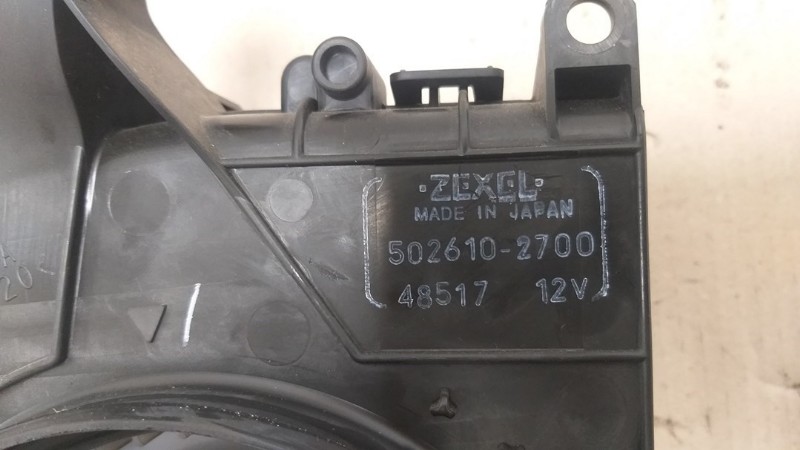 ·ZEXEL·
MADE IN JAPAN
502610-2700
48517 12V